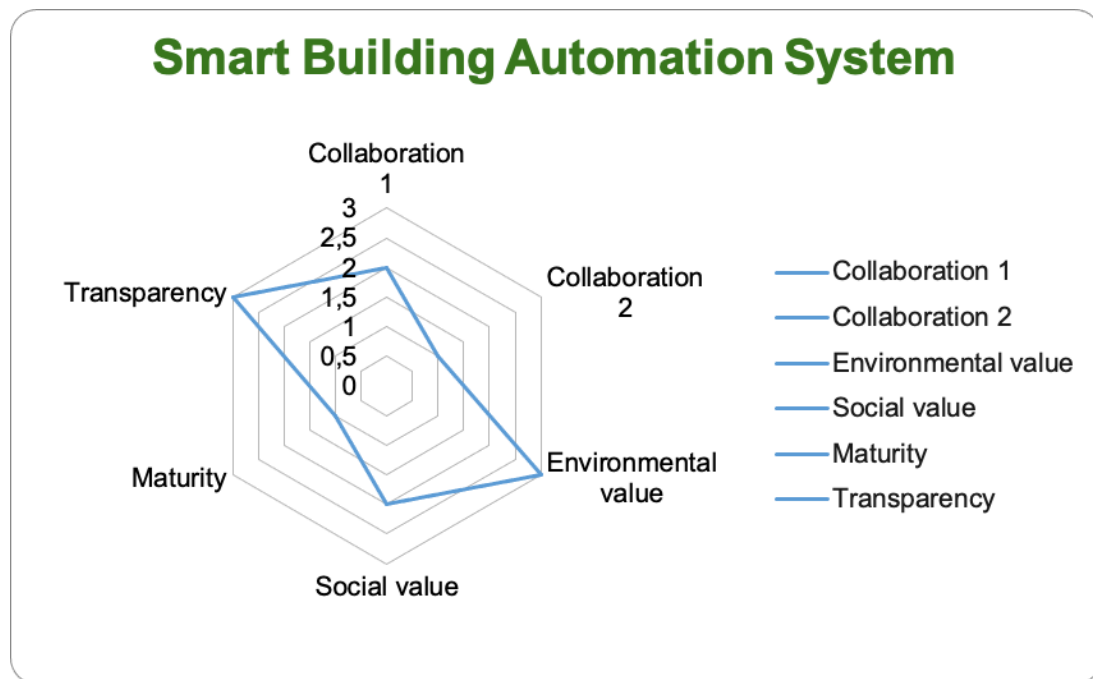 Smart Building Automation System
Collaboration
1
3
2,5
2
1,5
1
0,5
0
Collaboration
2
Environmental
value
Social value
Maturity
Transparency
Collaboration 1
Collaboration 2
Environmental value
Social value
Maturity
Transparency